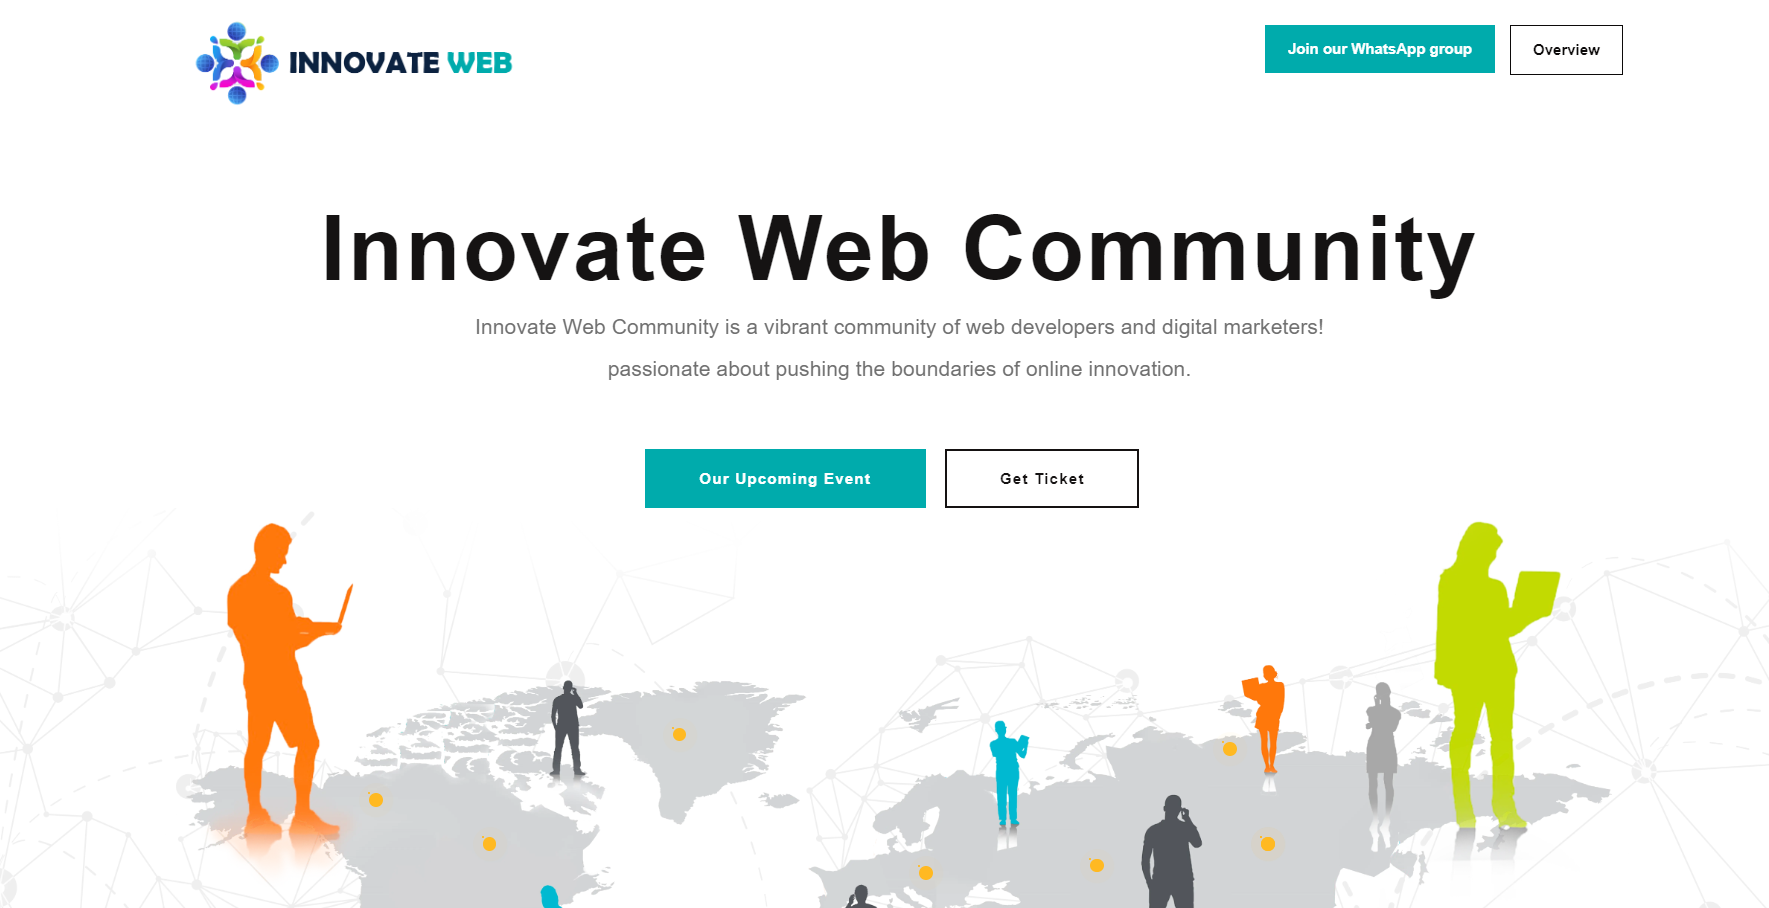 INNOVATE WEB
Join our WhatsApp group
Overview
Innovate Web Community
Innovate Web Community is a vibrant community of web developers and digital marketers!
passionate about pushing the boundaries of online innovation.
Our Upcoming Event
Get Ticket